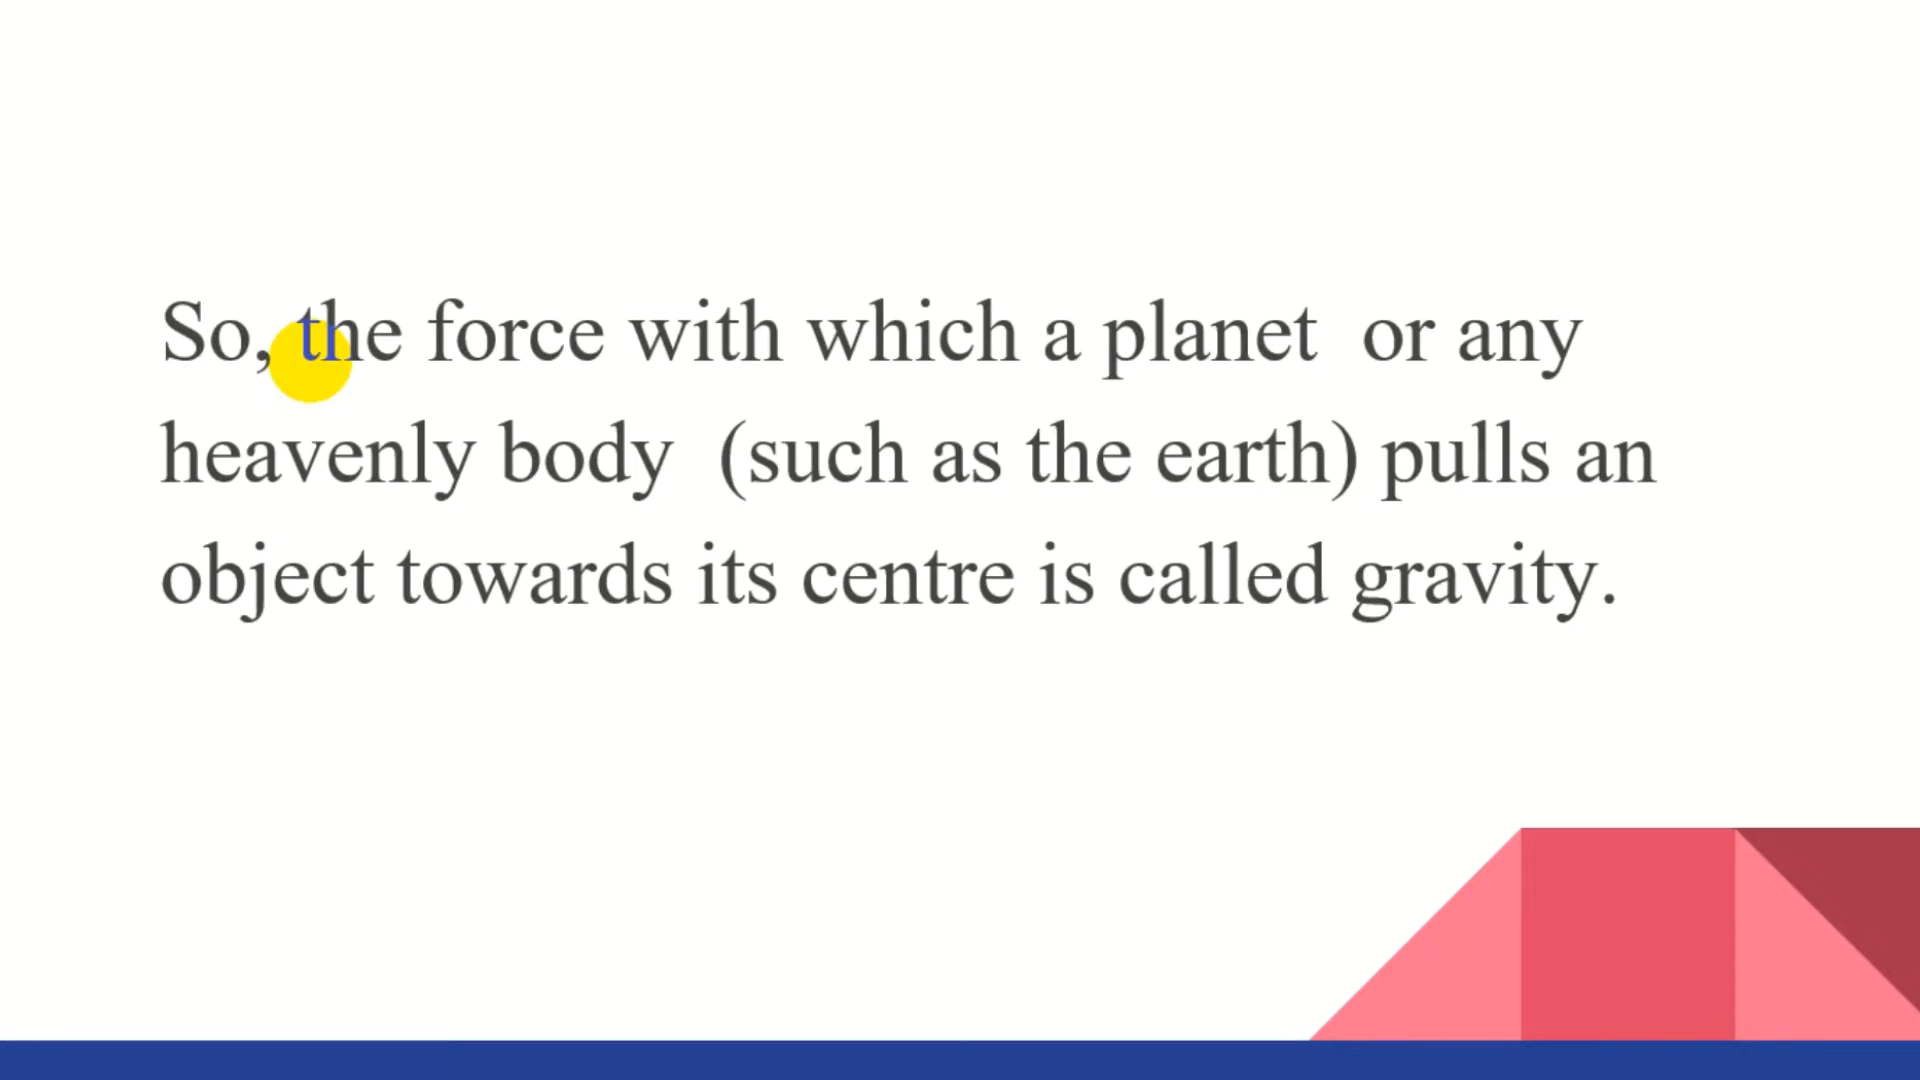 So, the force with which a planet  or any
heavenly body  (such as the earth) pulls an
object towards its centre is called gravity.